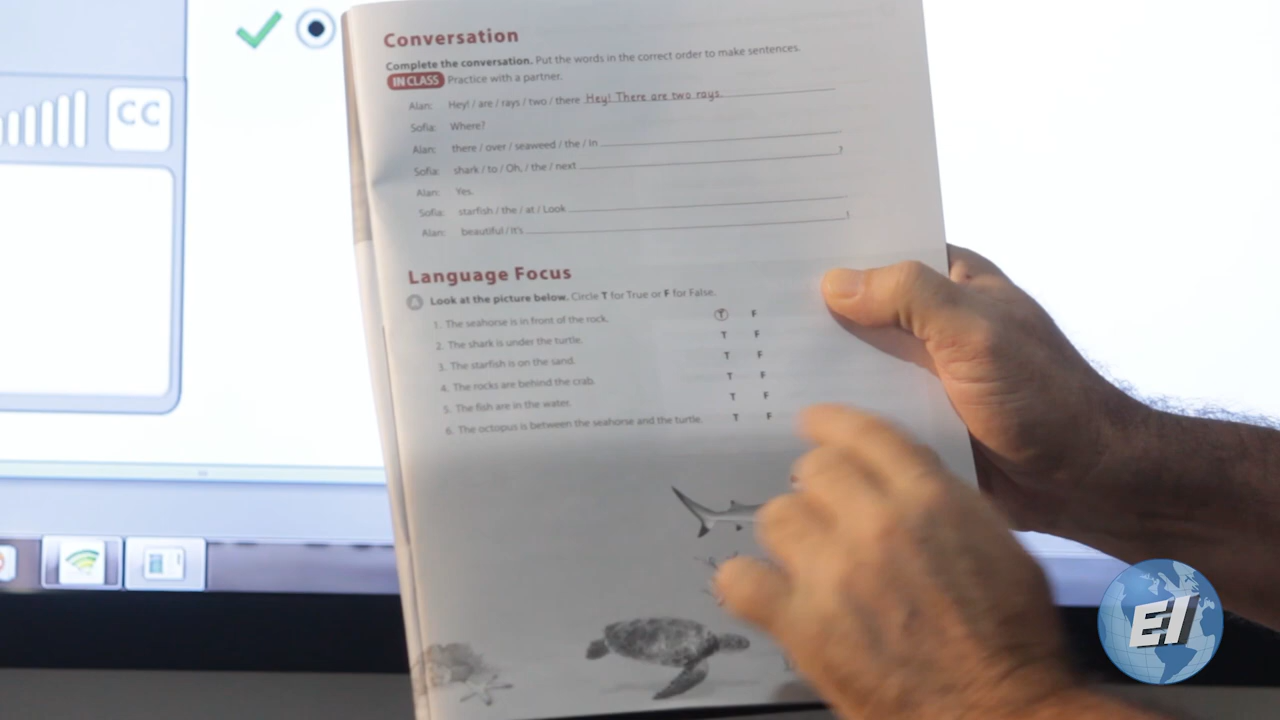 CC
Conversation
Complete the conversation. Put the words in the correct order to make sentences.
IN CLASS Practice with a partner.
Alan: Hey! / are / rays / two / there Hey! There are two rays.
Sofia: Where?
Alan: there / over / seaweed / the / in
Sofia: shark / to / Oh, / the / next ?
Alan: Yes.
Sofia: starfish / the / at / Look
Alan: beautiful / It's !
Language Focus
A Look at the picture below. Circle T for True or F for False.
1. The seahorse is in front of the rock. T F
2. The shark is under the turtle. T F
3. The starfish is on the sand. T F
4. The rocks are behind the crab. T F
5. The fish are in the water. T F
6. The octopus is between the seahorse and the turtle. T F
EI